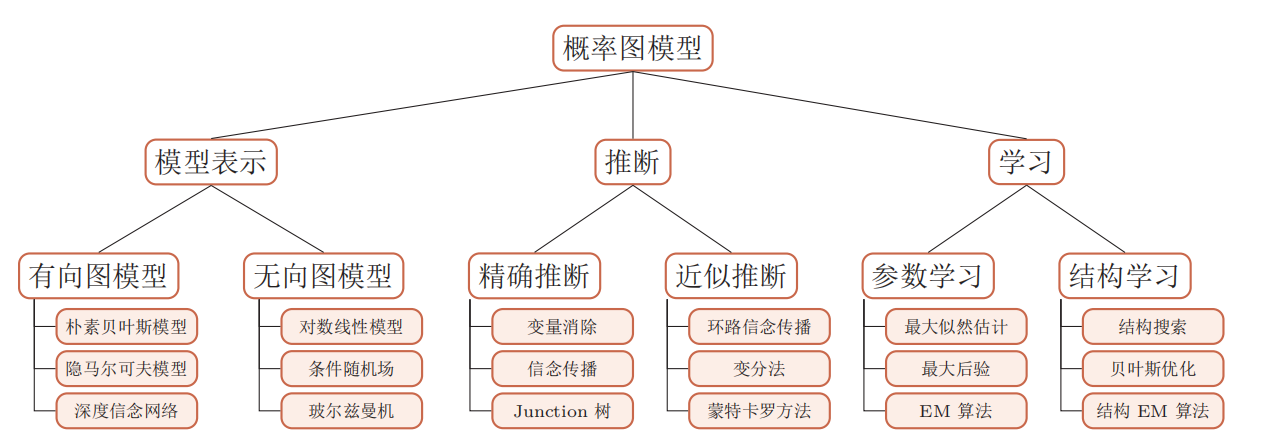 概率图模型
模型表示
推断
学习
有向图模型
无向图模型
精确推断
近似推断
参数学习
结构学习
朴素贝叶斯模型
对数线性模型
变量消除
环路信念传播
最大似然估计
结构搜索
隐马尔可夫模型
条件随机场
信念传播
变分法
最大后验
贝叶斯优化
深度信念网络
玻尔兹曼机
Junction 树
蒙特卡罗方法
EM 算法
结构 EM 算法